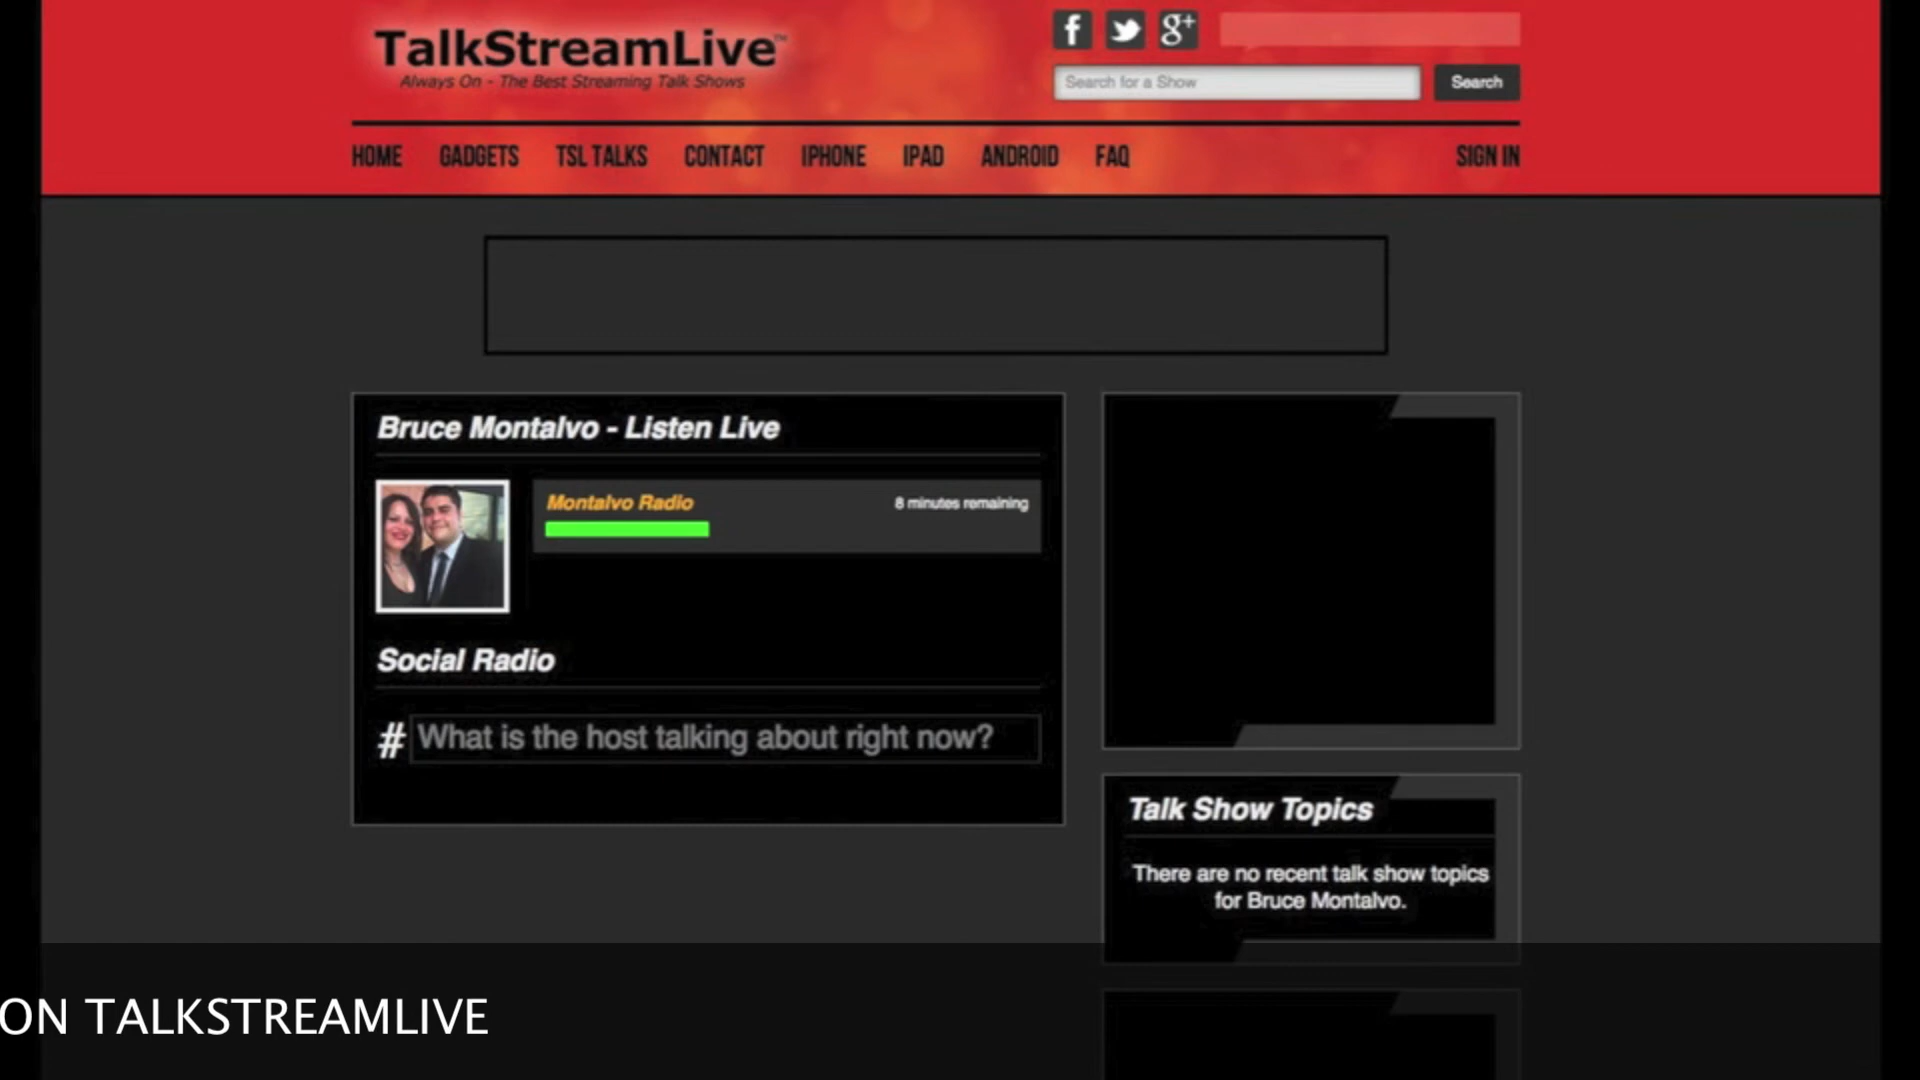 TalkStreamLive™
Always On - The Best Streaming Talk Shows
f
g+
Search for a Show
Search
HOME GADGETS TSL TALKS CONTACT IPHONE IPAD ANDROID FAQ SIGN IN
Bruce Montalvo - Listen Live
Montalvo Radio
8 minutes remaining
Social Radio
# What is the host talking about right now?
Talk Show Topics
There are no recent talk show topics
for Bruce Montalvo.
ON TALKSTREAMLIVE